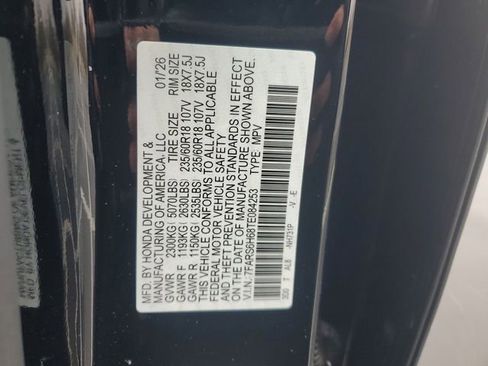 MFD. BY HONDA DEVELOPMENT &
MANUFACTURING OF AMERICA, LLC 01/26
TIRE SIZE RIM SIZE
GVWR 2300KG( 5070LBS)
GAWR F 1193KG( 2630LBS) 235/60R18 107V 18X7.5J
GAWR R 1150KG( 2535LBS) 235/60R18 107V 18X7.5J
THIS VEHICLE CONFORMS TO ALL APPLICABLE
FEDERAL MOTOR VEHICLE SAFETY
AND THEFT PREVENTION STANDARDS IN EFFECT
ON THE DATE OF MANUFACTURE SHOWN ABOVE.
V.I.N.:7FARS6H68TE084253 TYPE: MPV
NH731P -V -E